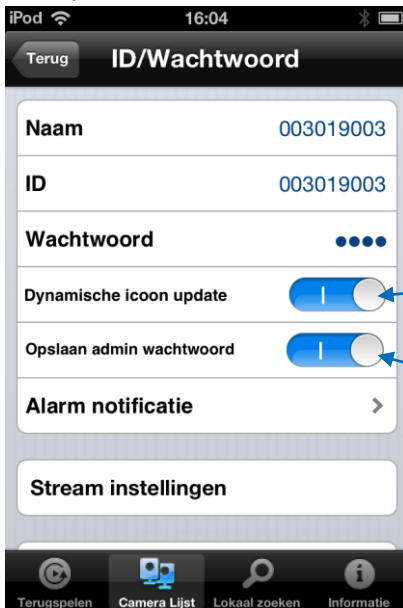 iPod 16:04
Terug ID/Wachtwoord
Naam 003019003
ID 003019003
Wachtwoord ●●●●
Dynamische icoon update
Opslaan admin wachtwoord
Alarm notificatie
Stream instellingen
Terugspelen Camera Lijst Lokaal zoeken Informatie